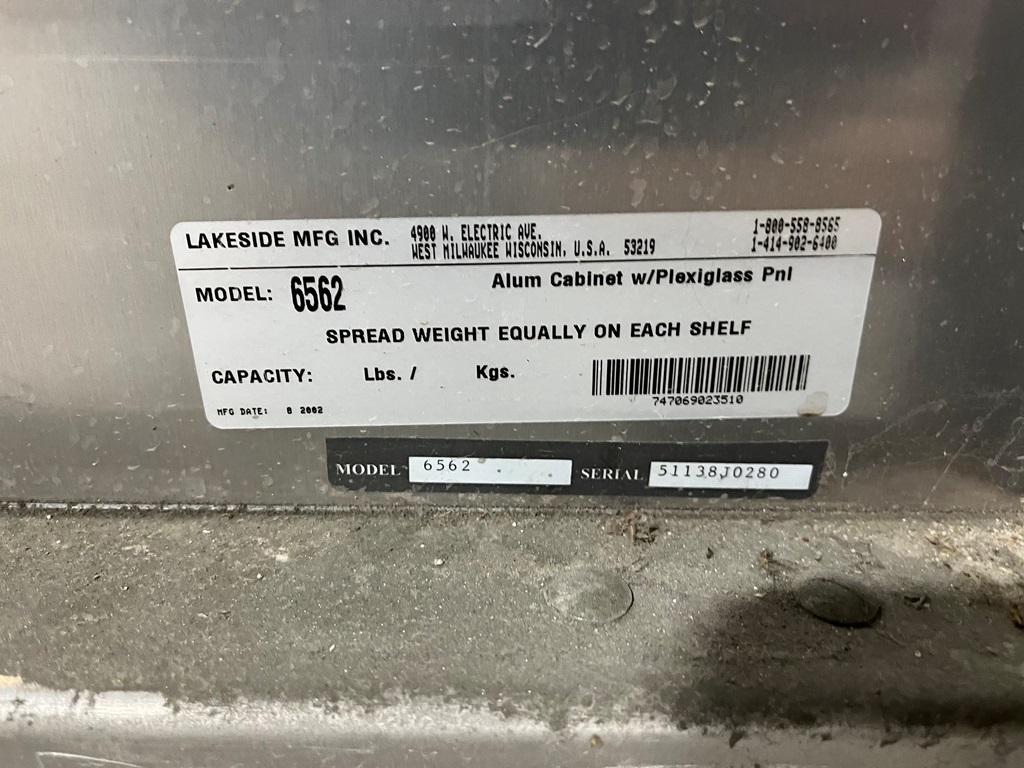 LAKESIDE MFG INC.
4900 W. ELECTRIC AVE.
WEST MILWAUKEE WISCONSIN, U.S.A. 53219
1-800-558-8565
1-414-902-6400
MODEL: 6562
Alum Cabinet w/Plexiglass Pnl
SPREAD WEIGHT EQUALLY ON EACH SHELF
CAPACITY: Lbs. / Kgs.
747069023510
MFG DATE: 8 2002
MODEL 6562 SERIAL 51138J0280